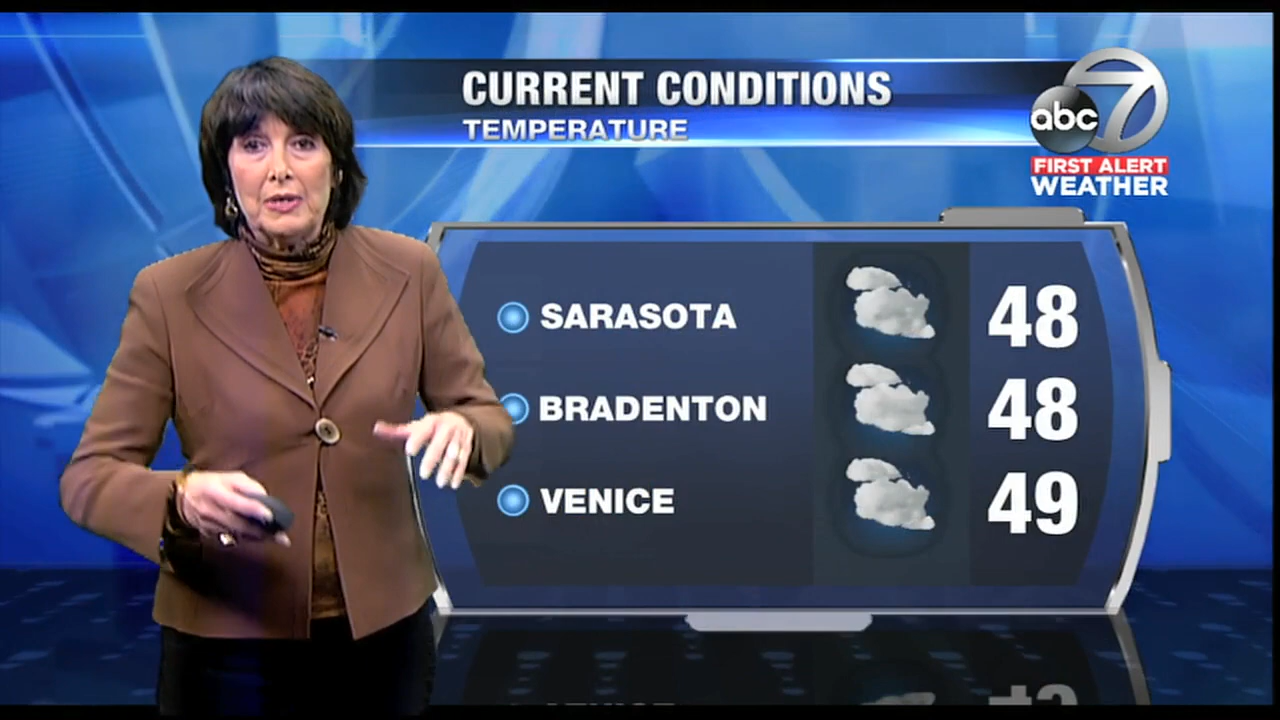 CURRENT CONDITIONS
TEMPERATURE
abc 7
FIRST ALERT
WEATHER
SARASOTA 48
BRADENTON 48
VENICE 49